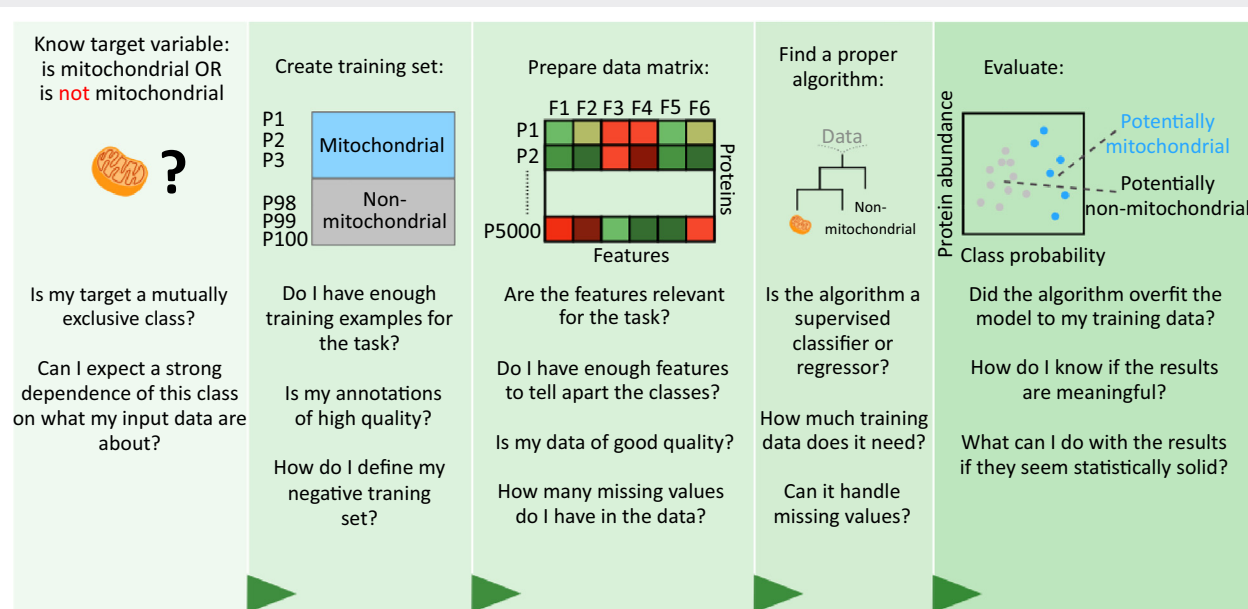 Know target variable:
is mitochondrial OR
is not mitochondrial
?
Is my target a mutually
exclusive class?
Can I expect a strong
dependence of this class
on what my input data are
about?
Create training set:
P1
P2
P3
Mitochondrial
P98
P99
P100
Non-
mitochondrial
Do I have enough
training examples for
the task?
Is my annotations
of high quality?
How do I define my
negative traning
set?
Prepare data matrix:
F1 F2 F3 F4 F5 F6
P1
P2
P5000
Proteins
Features
Are the features relevant
for the task?
Do I have enough features
to tell apart the classes?
Is my data of good quality?
How many missing values
do I have in the data?
Find a proper
algorithm:
Data
Non-
mitochondrial
Is the algorithm a
supervised
classifier or
regressor?
How much training
data does it need?
Can it handle
missing values?
Evaluate:
Protein abundance
Potentially
mitochondrial
Potentially
non-mitochondrial
Class probability
Did the algorithm overfit the
model to my training data?
How do I know if the results
are meaningful?
What can I do with the results
if they seem statistically solid?